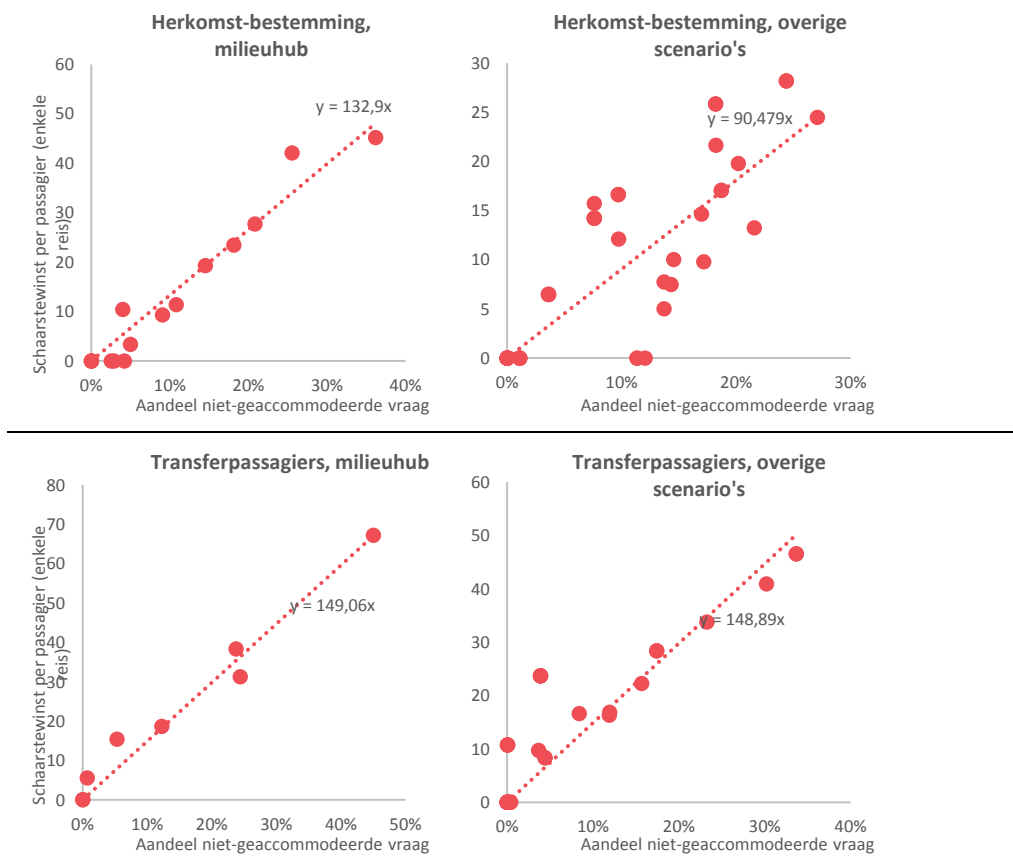 Herkomst-bestemming,
milieuhub
Schaarstewinst per passagier (enkele
reis)
60
50
40
30
20
10
0
y = 132,9x
0% 10% 20% 30% 40%
Aandeel niet-geaccommodeerde vraag
Herkomst-bestemming, overige
scenario's
30
25
20
15
10
5
0
y = 90,479x
0% 10% 20% 30%
Aandeel niet-geaccommodeerde vraag
Transferpassagiers, milieuhub
Schaarstewinst per passagier (enkele
reis)
80
70
60
50
40
30
20
10
0
y = 149,06x
0% 10% 20% 30% 40% 50%
Aandeel niet-geaccommodeerde vraag
Transferpassagiers, overige
scenario's
60
50
40
30
20
10
0
y = 148,89x
0% 10% 20% 30% 40%
Aandeel niet-geaccommodeerde vraag